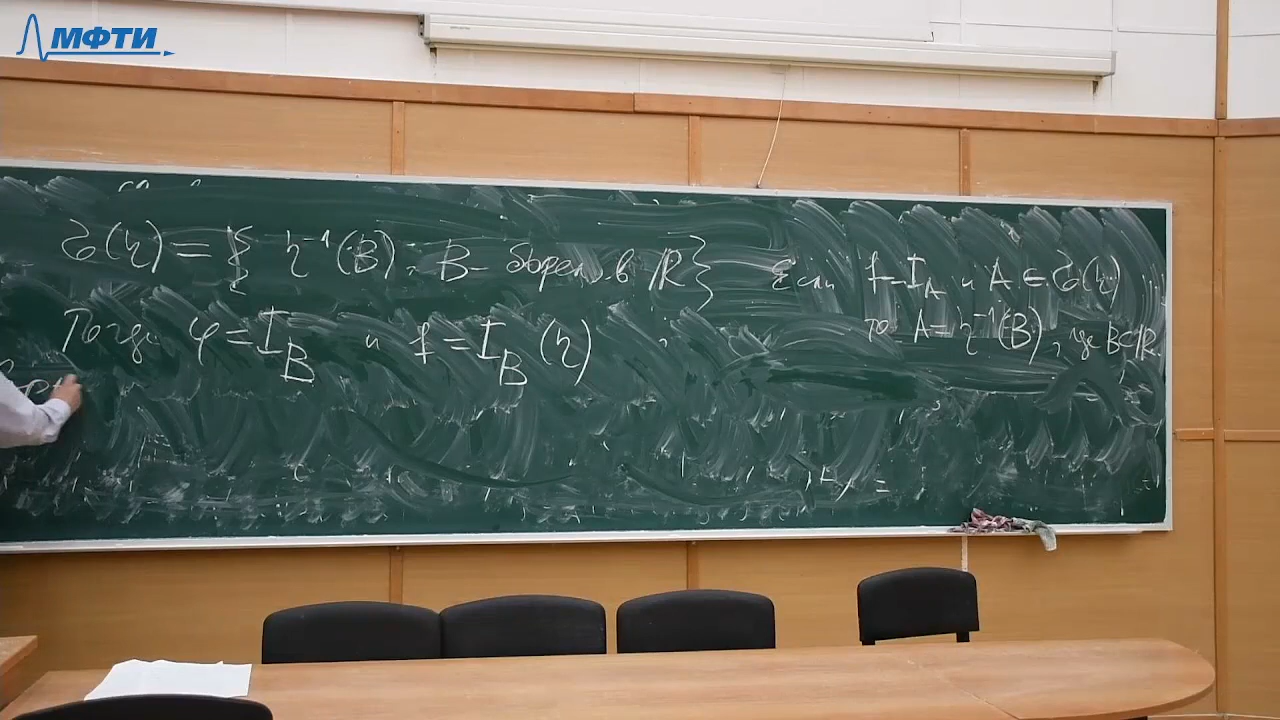 МФТИ
σ(η) = { η⁻¹(B), B – борел. в ℝ} Если f = I_A и A ∈ σ(η)
то A = η⁻¹(B), где B ⊂ ℝ.
Тогда φ = I_B и f = I_B(η)